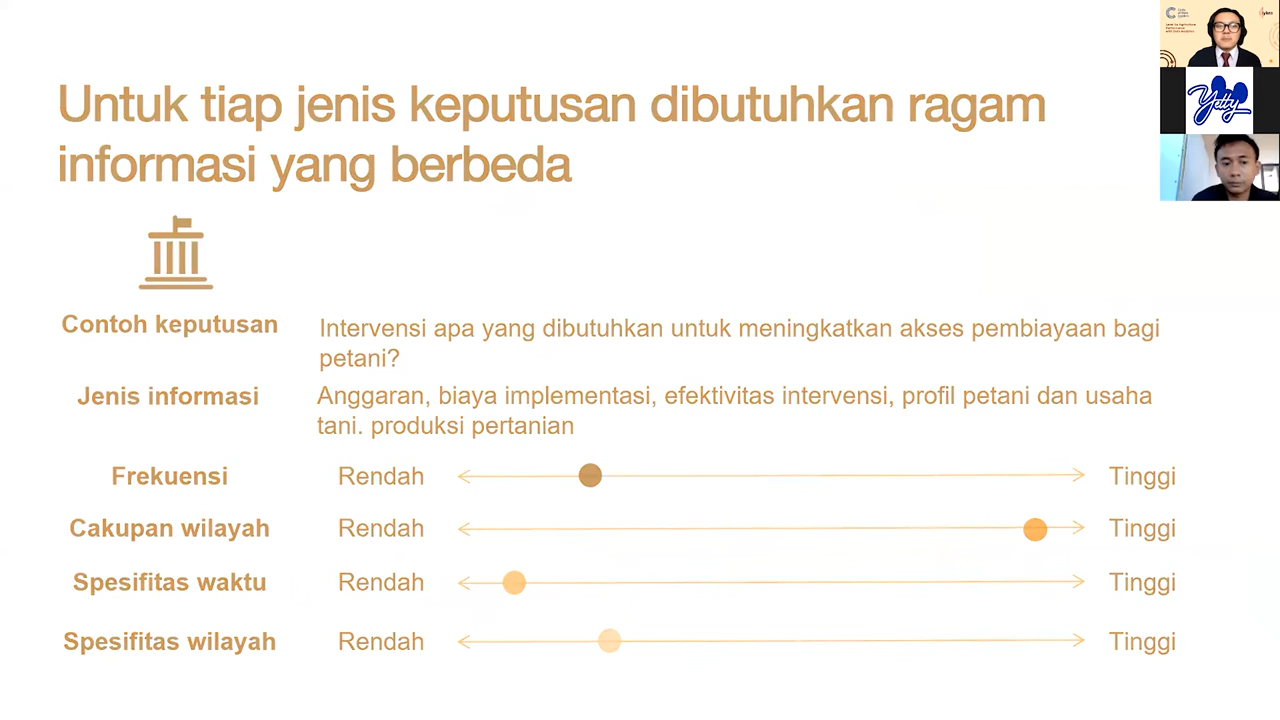 Untuk tiap jenis keputusan dibutuhkan ragam
informasi yang berbeda
Contoh keputusan
Intervensi apa yang dibutuhkan untuk meningkatkan akses pembiayaan bagi
petani?
Jenis informasi
Anggaran, biaya implementasi, efektivitas intervensi, profil petani dan usaha
tani. produksi pertanian
Frekuensi Rendah Tinggi
Cakupan wilayah Rendah Tinggi
Spesifitas waktu Rendah Tinggi
Spesifitas wilayah Rendah Tinggi
Yetty